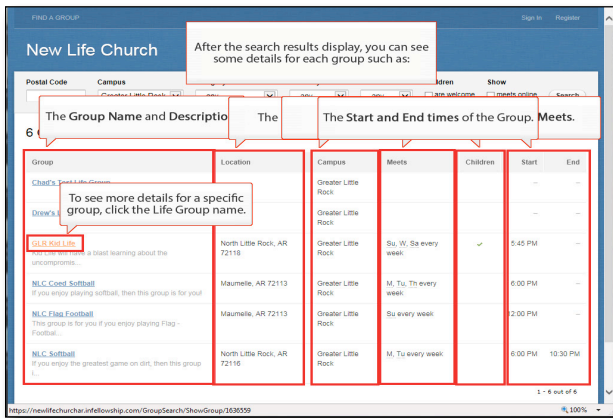 FIND A GROUP
Sign In Register
New Life Church
After the search results display, you can see
some details for each group such as:
Postal Code Campus Children Show
Greater Little Rock are welcome meets online Search
The Group Name and Descriptio The The Start and End times of the Group. Meets.
6
Group Location Campus Meets Children Start End
Chad's Test Life Group Greater Little
Rock
To see more details for a specific
group, click the Life Group name.
Drew's Greater Little
Rock
GLR Kid Life North Little Rock, AR Greater Little Su, W, Sa every 5:45 PM –
Kid Life will have a blast learning about the 72116 Rock week
uncompromis...
NLC Coed Softball Maumelle, AR 72113 Greater Little M, Tu, Th every 6:00 PM –
If you enjoy playing softball, then this group is for you! Rock week
NLC Flag Football Maumelle, AR 72113 Greater Little Su every week 2:00 PM –
This group is for you if you enjoy playing Flag - Rock
Footbal...
NLC Softball North Little Rock, AR Greater Little M, Tu every week 6:00 PM 10:30 PM
If you enjoy the greatest game on dirt, then this group 72116 Rock
i...
1 - 6 out of 6
https://newlifechurchar.infellowship.com/GroupSearch/ShowGroup/1636559
100%